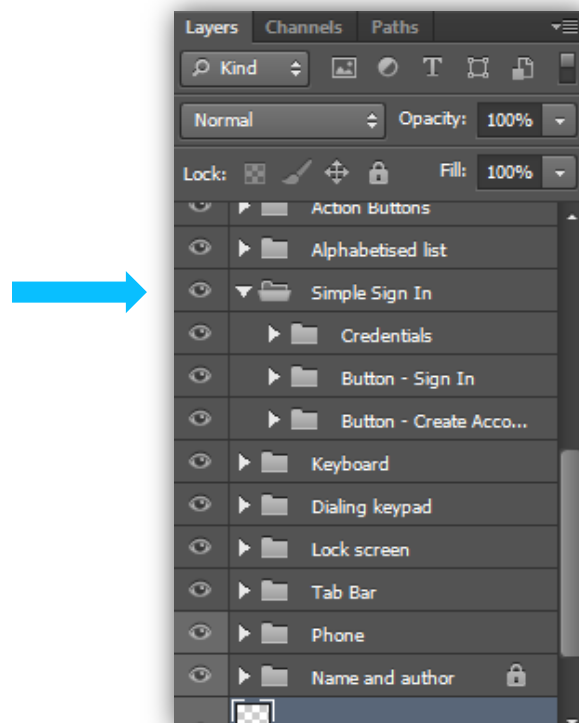 Layers Channels Paths
Kind T
Normal Opacity: 100%
Lock: Fill: 100%
Action Buttons
Alphabetised list
Simple Sign In
Credentials
Button - Sign In
Button - Create Acco...
Keyboard
Dialing keypad
Lock screen
Tab Bar
Phone
Name and author